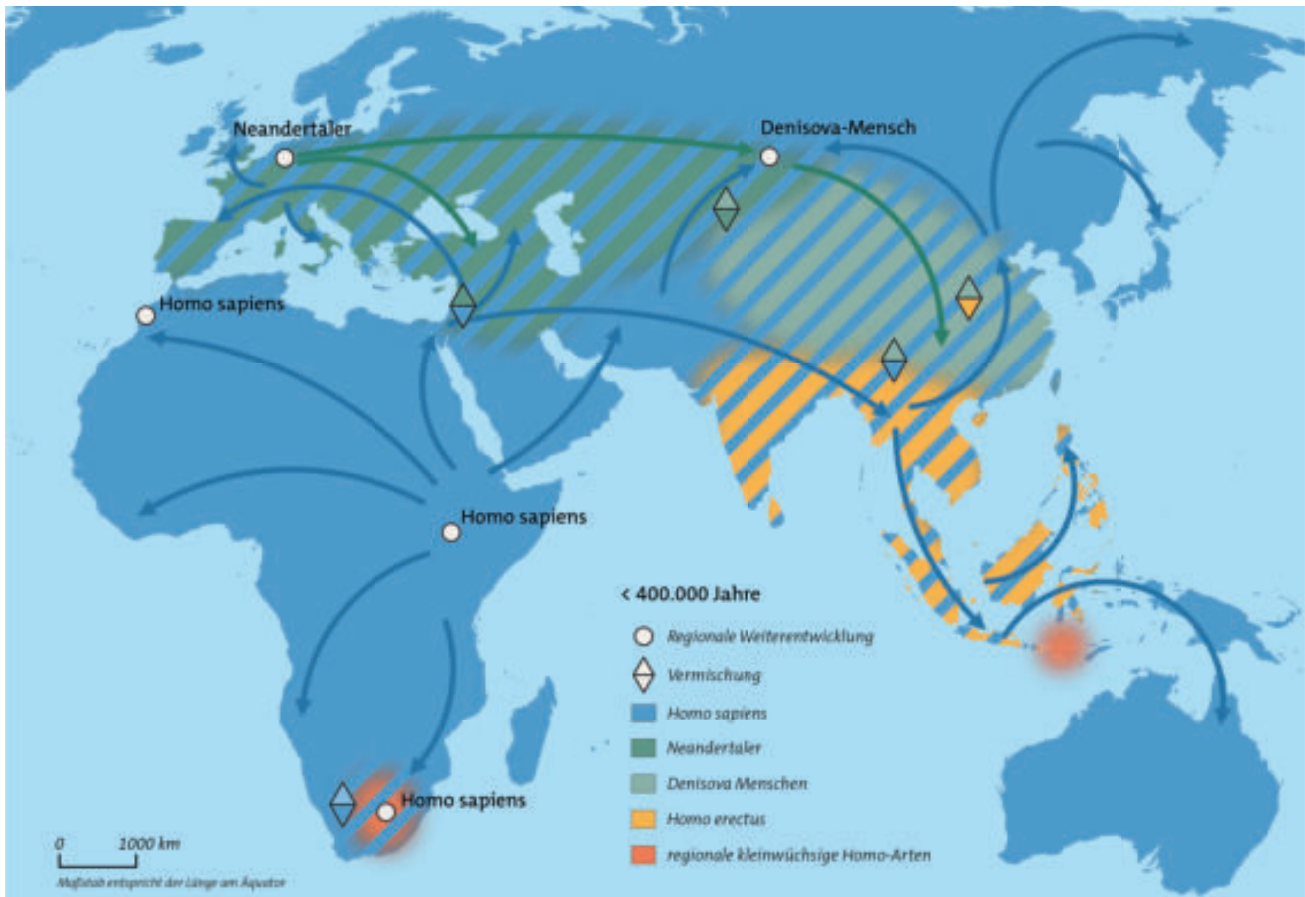 Neandertaler
Denisova-Mensch
Homo sapiens
Homo sapiens
< 400.000 Jahre
Regionale Weiterentwicklung
Vermischung
Homo sapiens
Neandertaler
Denisova Menschen
Homo erectus
regionale kleinwüchsige Homo-Arten
Homo sapiens
0 1000 km
Maßstab entspricht der Länge am Äquator